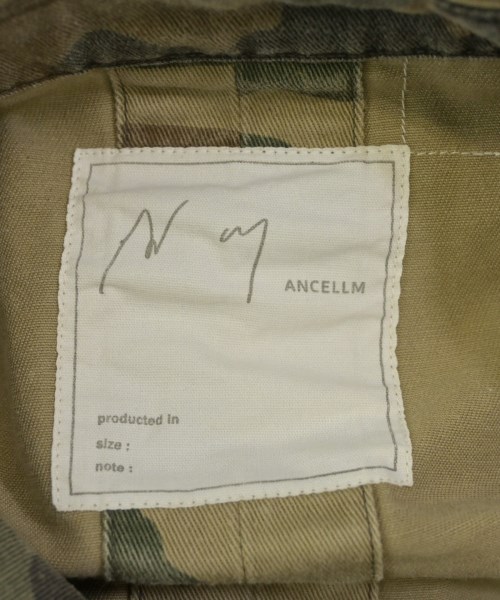 ANCELLM
producted in
size :
note :